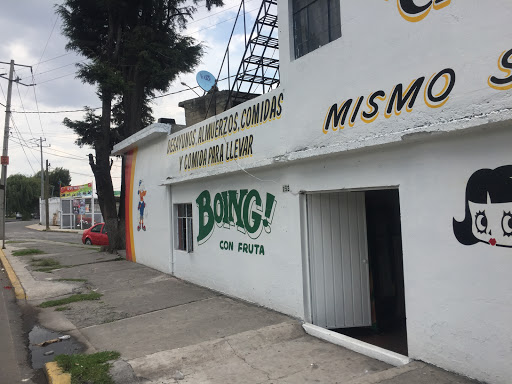 DESAYUNOS, ALMUERZOS, COMIDAS
Y COMIDA PARA LLEVAR
MISMO S
BOING!
CON FRUTA